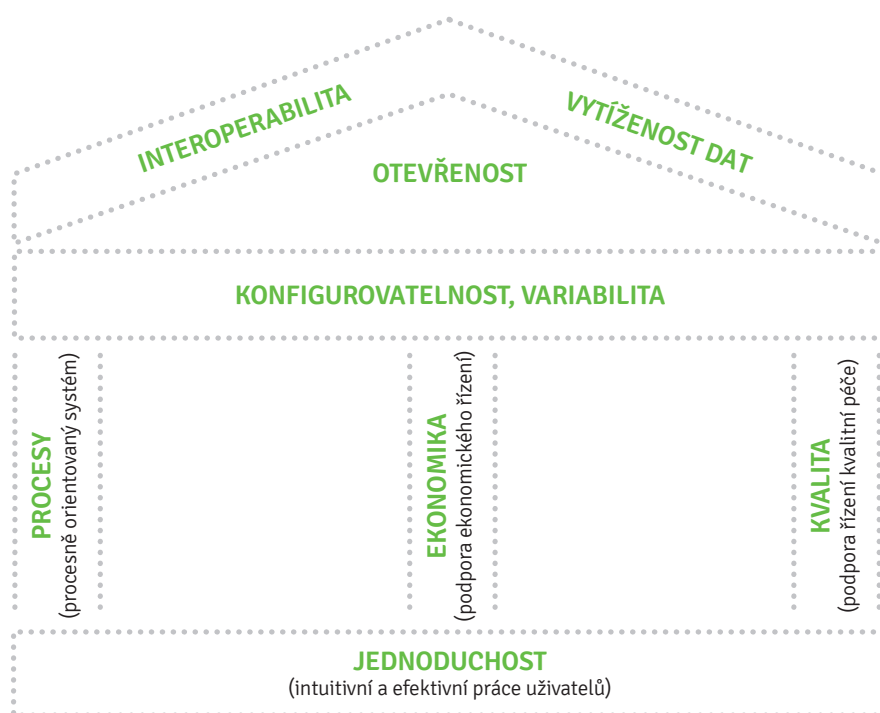 INTEROPERABILITA
VYTÍŽENOST DAT
OTEVŘENOST
KONFIGUROVATELNOST, VARIABILITA
PROCESY
(procesně orientovaný systém)
EKONOMIKA
(podpora ekonomického řízení)
KVALITA
(podpora řízení kvalitní péče)
JEDNODUCHOST
(intuitivní a efektivní práce uživatelů)